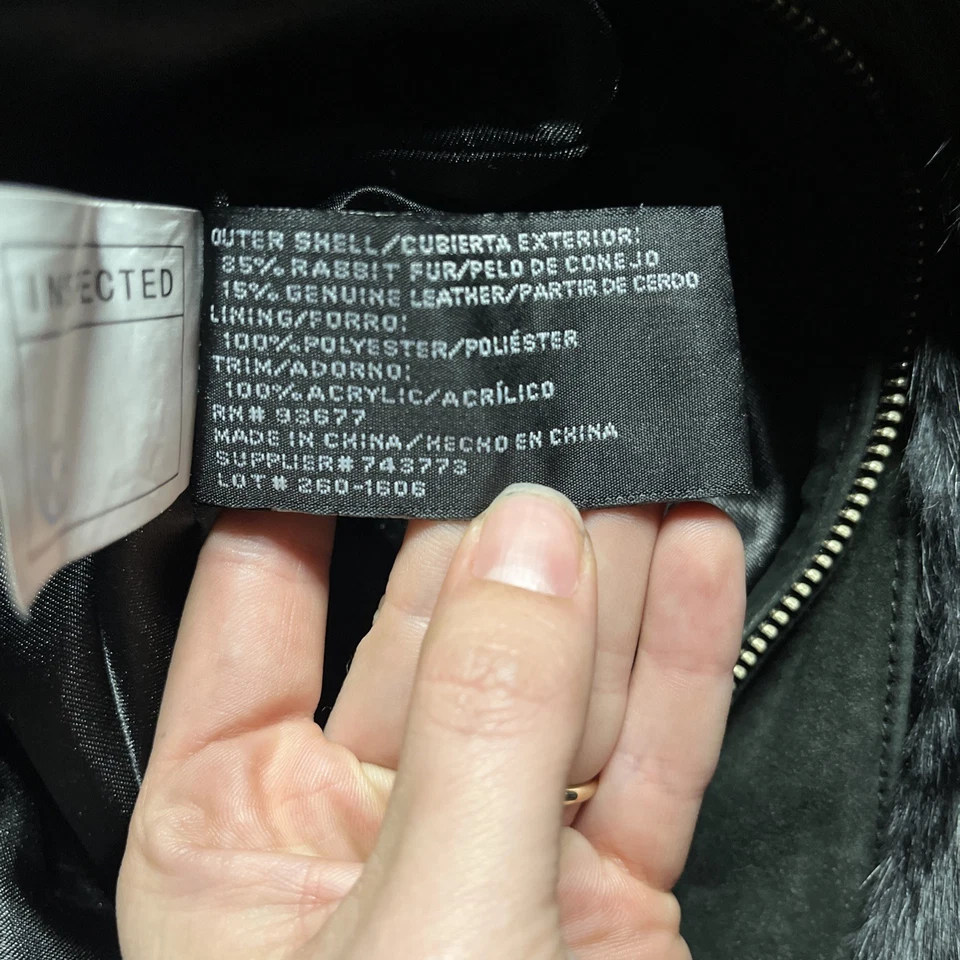 INSPECTED
OUTER SHELL/CUBIERTA EXTERIOR:
85% RABBIT FUR/PELO DE CONEJO
15% GENUINE LEATHER/PARTIR DE CERDO
LINING/FORRO:
100% POLYESTER/POLIÉSTER
TRIM/ADORNO:
100% ACRYLIC/ACRÍLICO
RN# 93677
MADE IN CHINA/HECHO EN CHINA
SUPPLIER# 743773
LOT# 260-1606